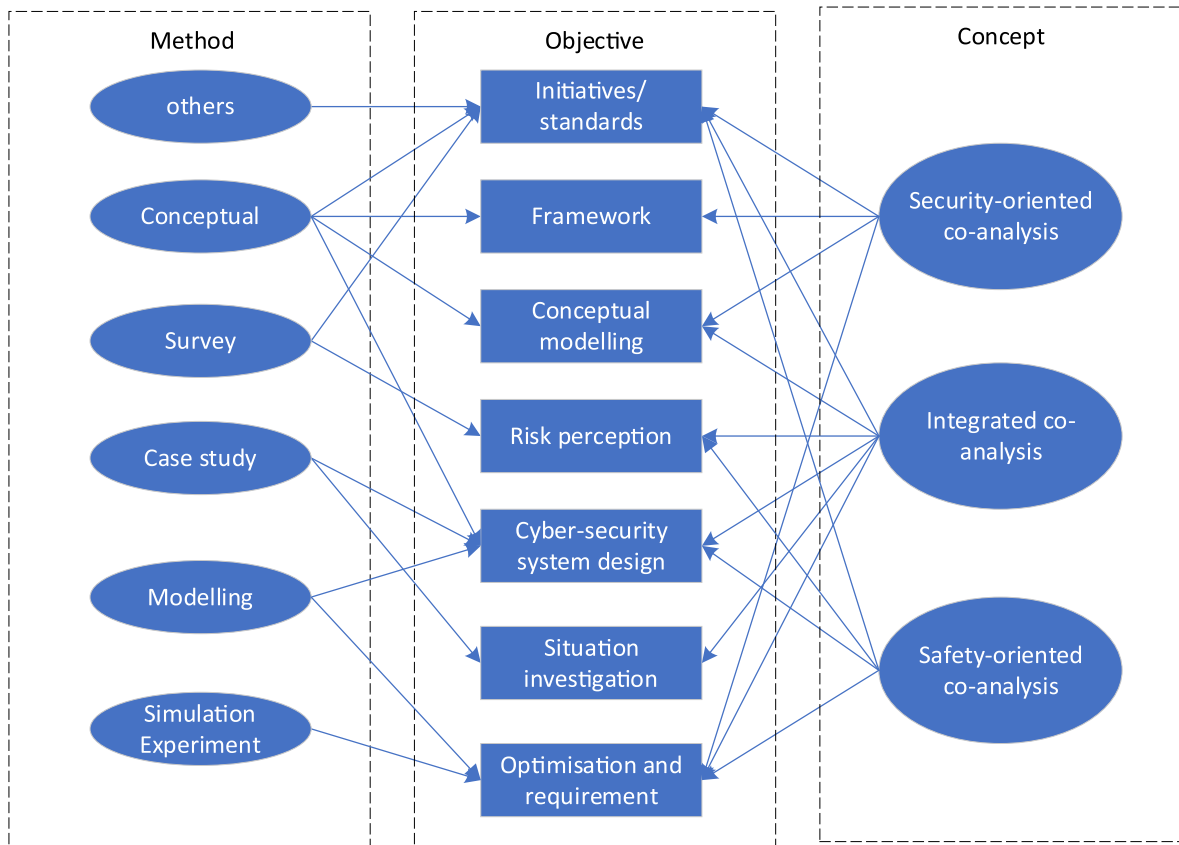 Method
others
Conceptual
Survey
Case study
Modelling
Simulation
Experiment
Objective
Initiatives/
standards
Framework
Conceptual
modelling
Risk perception
Cyber-security
system design
Situation
investigation
Optimisation and
requirement
Concept
Security-oriented
co-analysis
Integrated co-
analysis
Safety-oriented
co-analysis